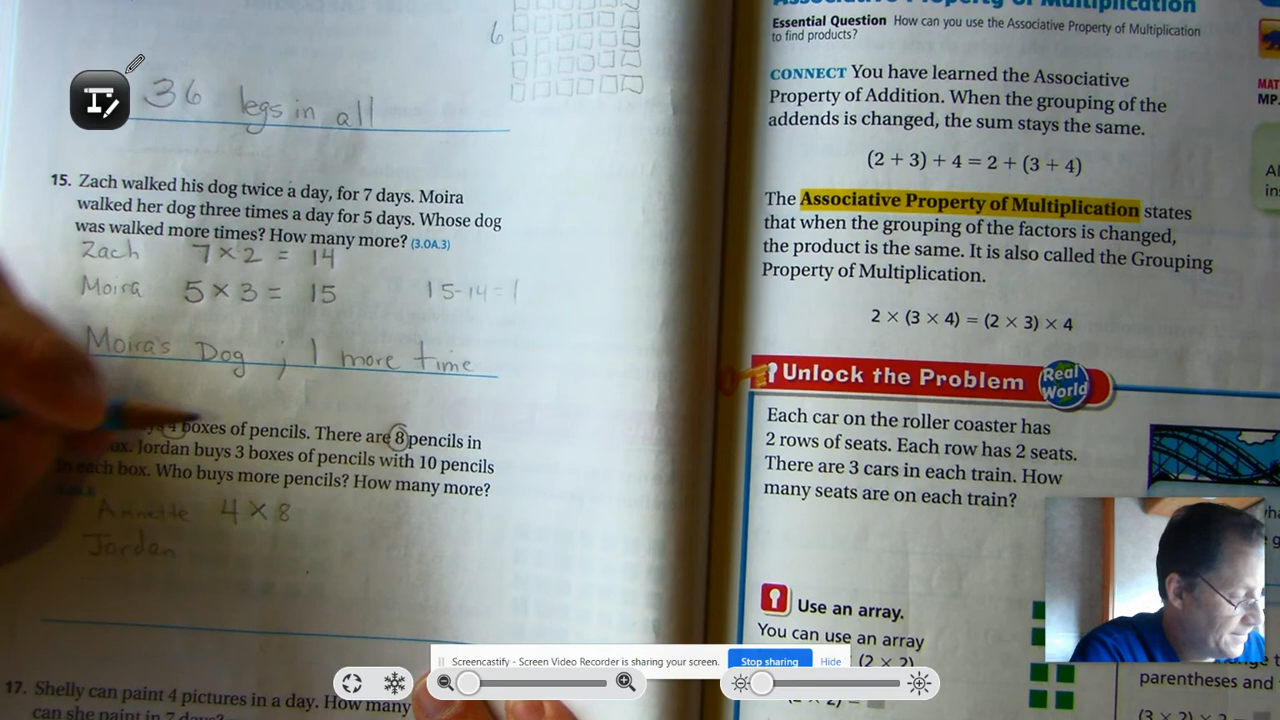 6
36 legs in all
15. Zach walked his dog twice a day, for 7 days. Moira
walked her dog three times a day for 5 days. Whose dog
was walked more times? How many more? (3.OA.3)
Zach 7 × 2 = 14
Moira 5 × 3 = 15 15-14=1
Moira's Dog ; 1 more time
4 boxes of pencils. There are 8 pencils in
Jordan buys 3 boxes of pencils with 10 pencils
each box. Who buys more pencils? How many more?
Annette 4 × 8
Jordan
17. Shelly can paint 4 pictures in a day. How many
can she paint in 7 days?
Associative Property of Multiplication
Essential Question How can you use the Associative Property of Multiplication
to find products?
CONNECT You have learned the Associative
Property of Addition. When the grouping of the
addends is changed, the sum stays the same.
(2 + 3) + 4 = 2 + (3 + 4)
The Associative Property of Multiplication states
that when the grouping of the factors is changed,
the product is the same. It is also called the Grouping
Property of Multiplication.
2 × (3 × 4) = (2 × 3) × 4
Unlock the Problem Real World
Each car on the roller coaster has
2 rows of seats. Each row has 2 seats.
There are 3 cars in each train. How
many seats are on each train?
Use an array.
You can use an array
(2 × 2)
parentheses and
Screencastify - Screen Video Recorder is sharing your screen. Stop sharing Hide